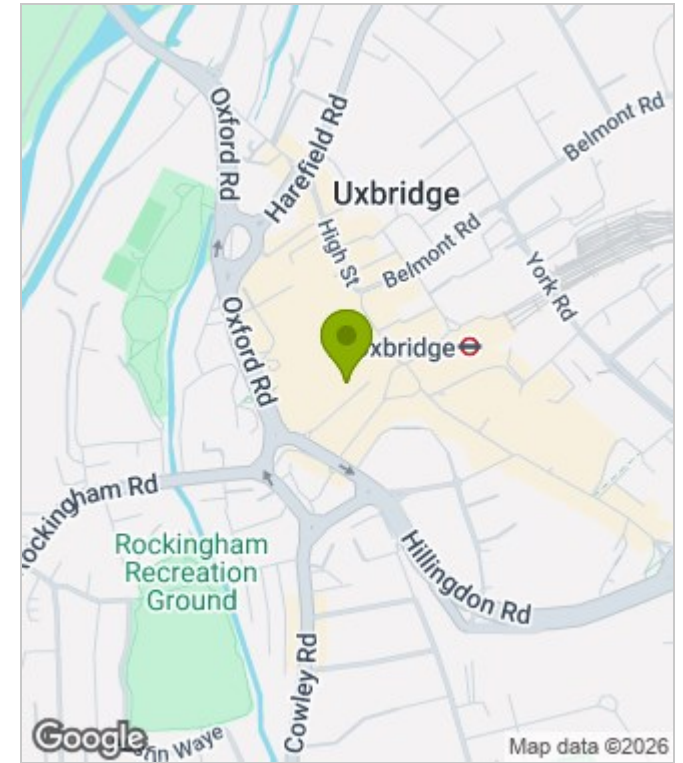 Oxford Rd
Harefield Rd
Belmont Rd
Uxbridge
High St
Belmont Rd
York Rd
Oxford Rd
xbridge
Rockingham Rd
Rockingham
Recreation
Ground
Hillingdon Rd
Cowley Rd
Waye
Google
Map data ©2026